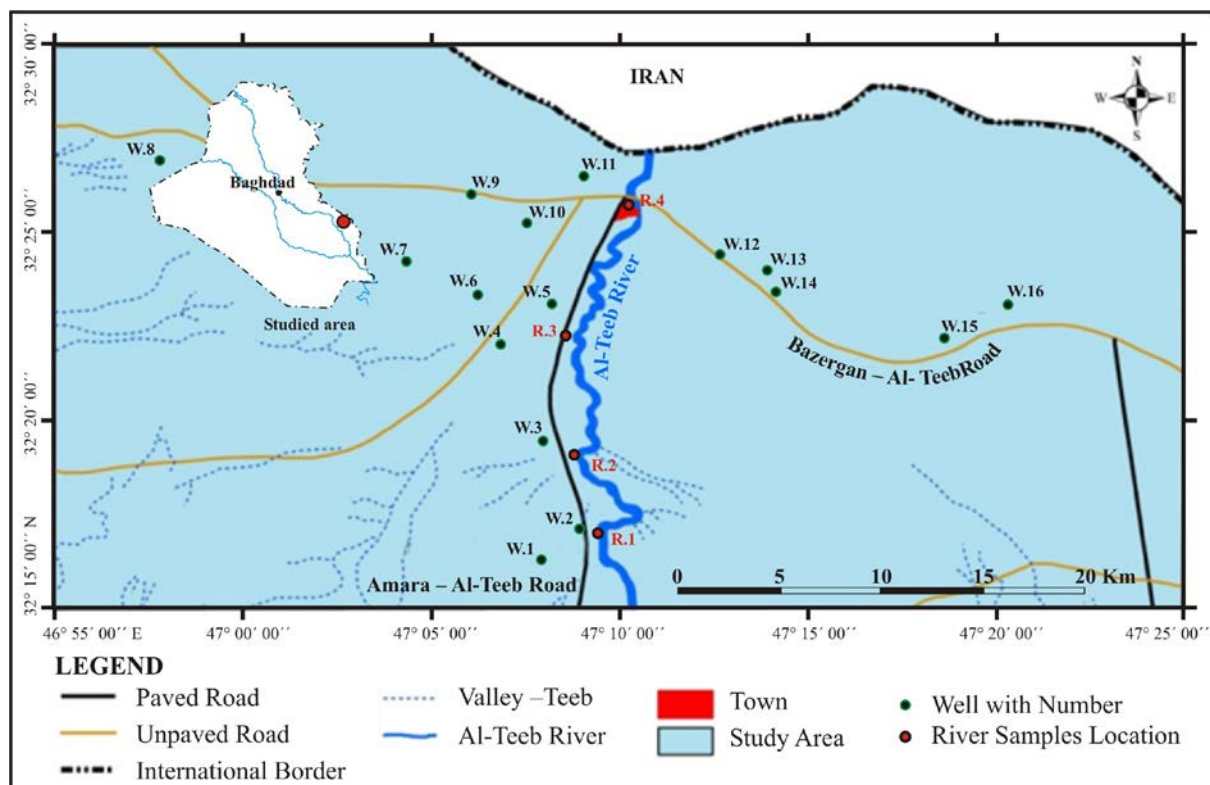 32° 30′ 00′′
32° 25′ 00′′
32° 20′ 00′′
32° 15′ 00′′ N
IRAN
N
W E
S
W.8
Baghdad
Studied area
W.11
W.9
R.4
W.10
W.12
W.7
W.13
W.6
W.14
W.5
W.16
R.3
Al-Teeb River
W.4
W.15
Bazergan – Al- TeebRoad
W.3
R.2
W.2
R.1
W.1
Amara – Al-Teeb Road
0 5 10 15 20 Km
46° 55′ 00′′ E 47° 00′ 00′′ 47° 05′ 00′′ 47° 10′ 00′′ 47° 15′ 00′′ 47° 20′ 00′′ 47° 25′ 00′′
LEGEND
Paved Road
Unpaved Road
International Border
Valley –Teeb
Al-Teeb River
Town
Study Area
Well with Number
River Samples Location